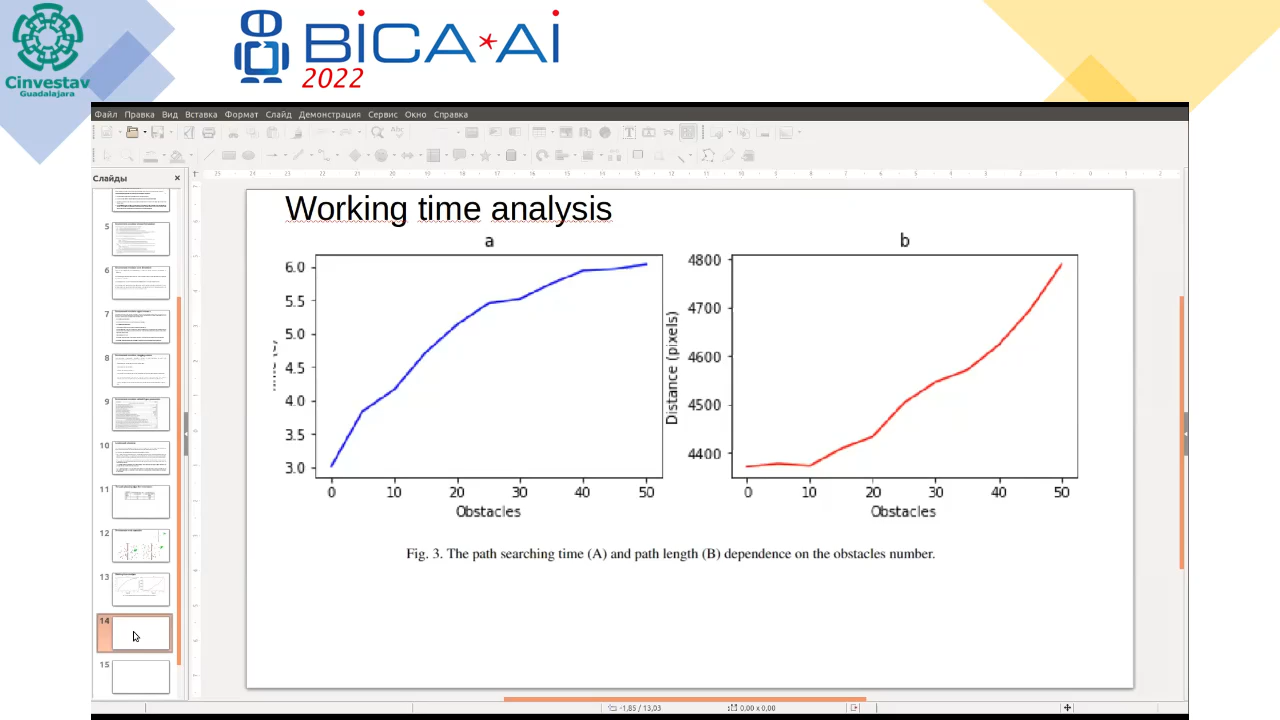 Cinvestav
Guadalajara
BiCA*Ai
2022
Файл Правка Вид Вставка Формат Слайд Демонстрация Сервис Окно Справка
Слайды
5
6
7
8
9
10
11
12
13
14
15
Working time analysis
a
6.0
5.5
5.0
4.5
4.0
3.5
3.0
0 10 20 30 40 50
Obstacles
b
Distance (pixels)
4800
4700
4600
4500
4400
0 10 20 30 40 50
Obstacles
Fig. 3. The path searching time (A) and path length (B) dependence on the obstacles number.
-1,85 / 13,03
0,00 x 0,00